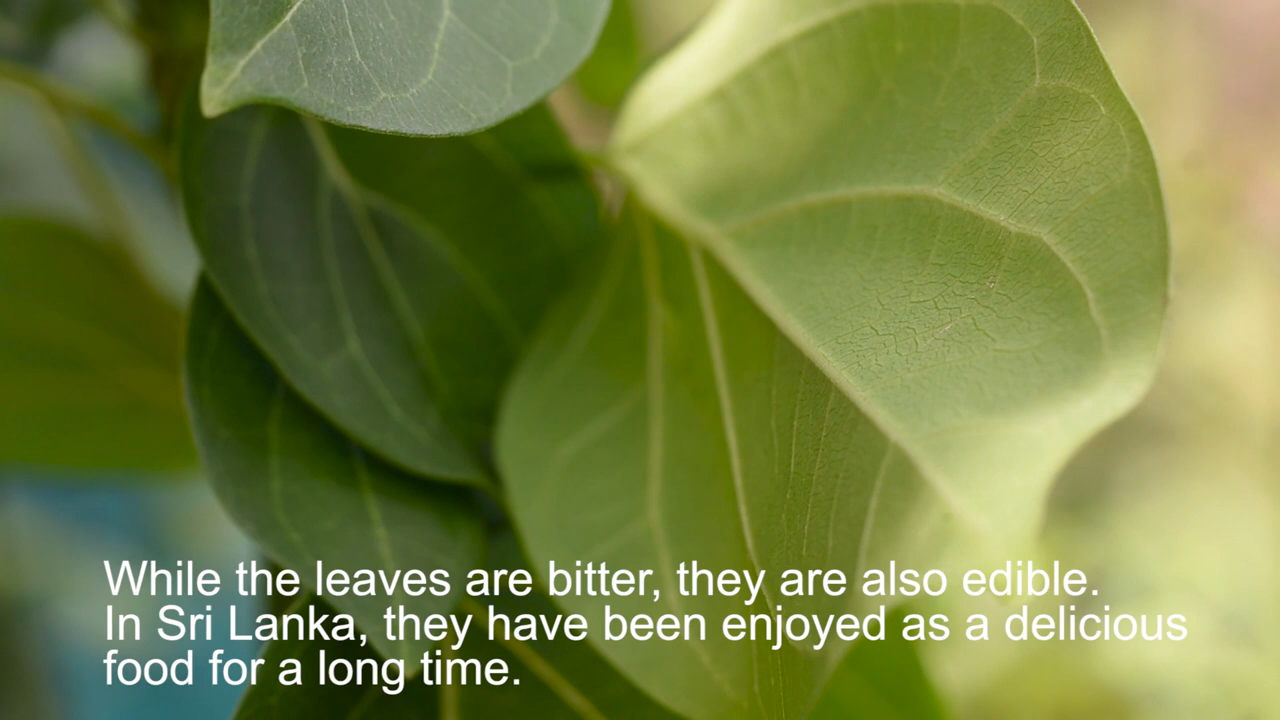 While the leaves are bitter, they are also edible.
In Sri Lanka, they have been enjoyed as a delicious
food for a long time.